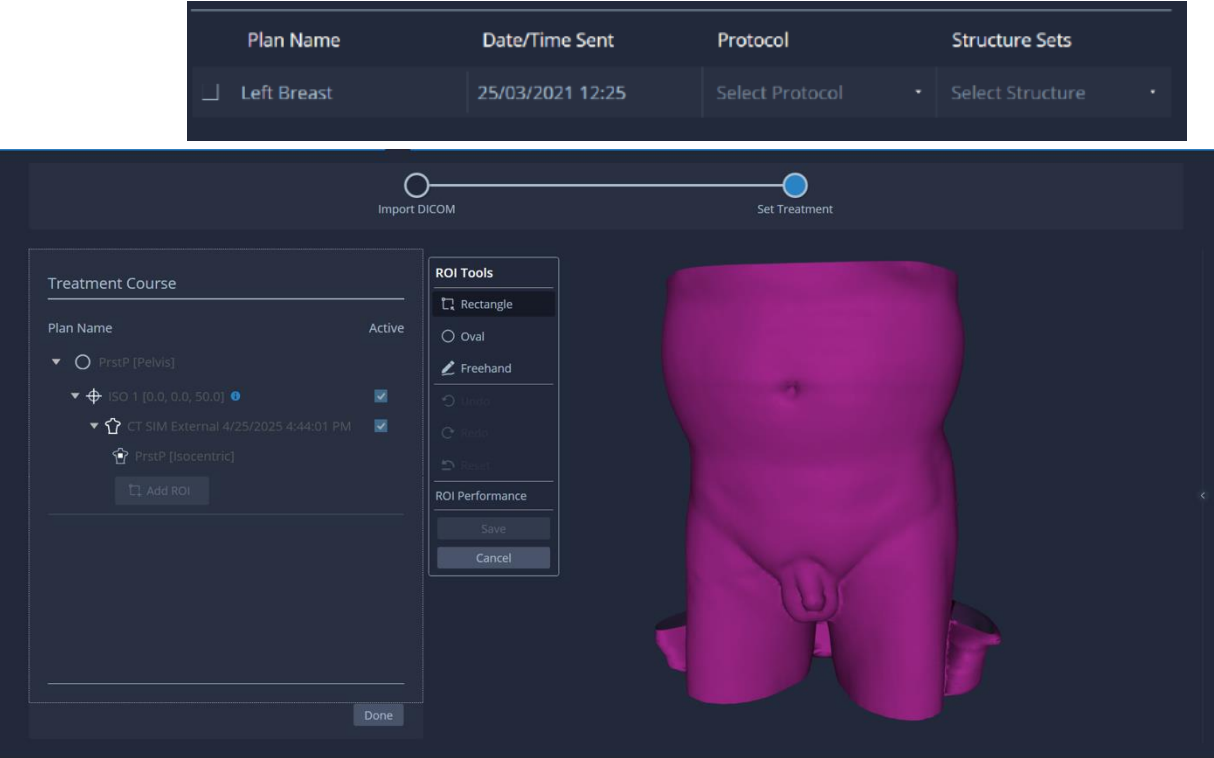 Plan Name Date/Time Sent Protocol Structure Sets
Left Breast 25/03/2021 12:25 Select Protocol Select Structure
Import DICOM Set Treatment
Treatment Course
Plan Name Active
PrstP [Pelvis]
ISO 1 [0.0, 0.0, 50.0]
CT SIM External 4/25/2025 4:44:01 PM
PrstP [Isocentric]
Add ROI
Done
ROI Tools
Rectangle
Oval
Freehand
Undo
Redo
Reset
ROI Performance
Save
Cancel